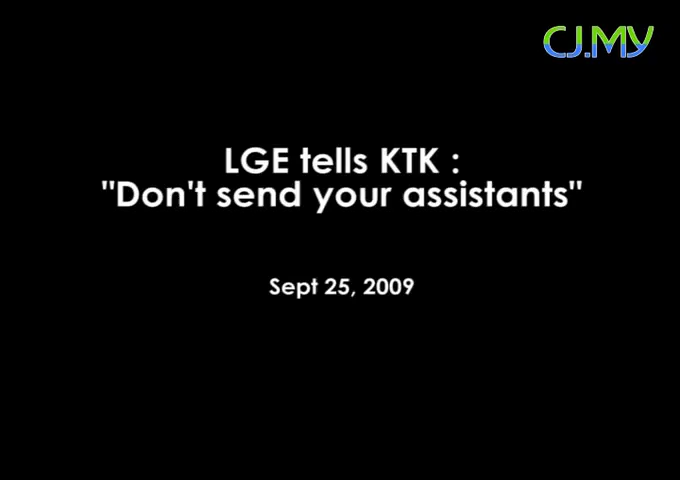 CJ.MY
LGE tells KTK :
"Don't send your assistants"
Sept 25, 2009